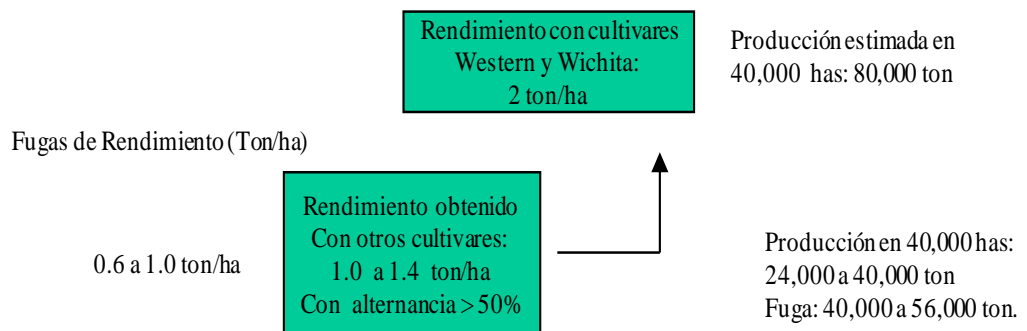 Rendimiento con cultivares
Western y Wichita:
2 ton/ha
Producción estimada en
40,000 has: 80,000 ton
Fugas de Rendimiento (Ton/ha)
Rendimiento obtenido
Con otros cultivares:
1.0 a 1.4 ton/ha
Con alternancia > 50%
0.6 a 1.0 ton/ha
Producción en 40,000 has:
24,000 a 40,000 ton
Fuga: 40,000 a 56,000 ton.